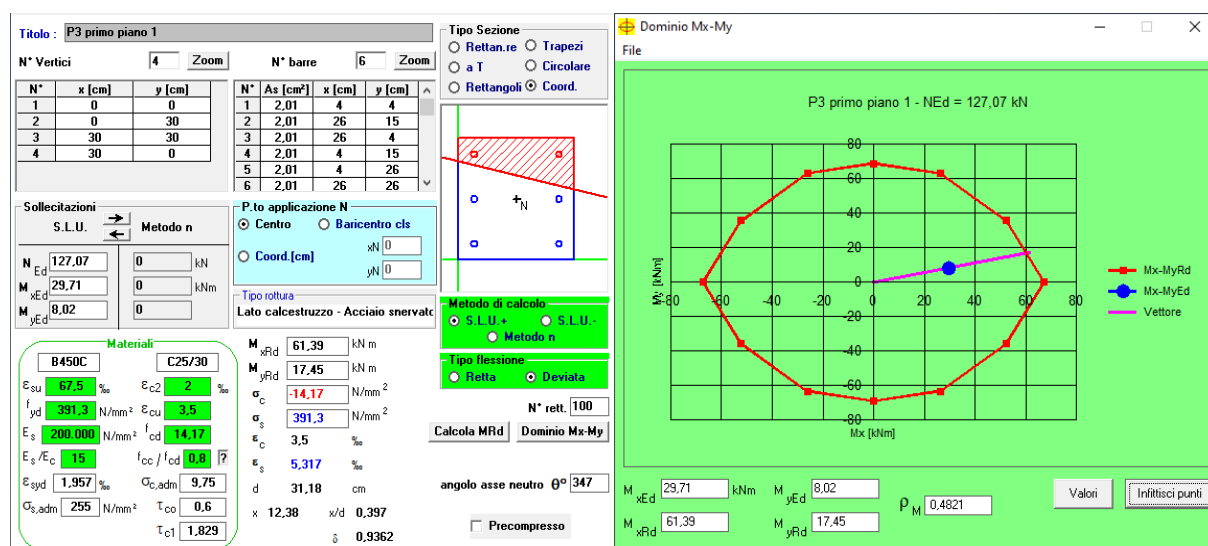 Titolo : P3 primo piano 1
N° Vertici 4 Zoom N° barre 6 Zoom
N° x [cm] y [cm]
1 0 0
2 0 30
3 30 30
4 30 0
N° As [cm²] x [cm] y [cm]
1 2,01 4 4
2 2,01 26 15
3 2,01 26 4
4 2,01 4 15
5 2,01 4 26
6 2,01 26 26
Tipo Sezione
Rettan.re Trapezi
a T Circolare
Rettangoli Coord.
N
Sollecitazioni
S.L.U. Metodo n
N Ed 127,07 0 kN
M xEd 29,71 0 kNm
M yEd 8,02 0
P.to applicazione N
Centro Baricentro cls
Coord.[cm] xN 0
yN 0
Tipo rottura
Lato calcestruzzo - Acciaio snervato
Metodo di calcolo
S.L.U.+ S.L.U.-
Metodo n
Tipo flessione
Retta Deviata
Materiali
B450C C25/30
εsu 67,5 ‰ εc2 2 ‰
fyd 391,3 N/mm² εcu 3,5
Es 200.000 N/mm² fcd 14,17
Es /Ec 15 fcc / fcd 0,8 ?
εsyd 1,957 ‰ σc,adm 9,75
σs,adm 255 N/mm² τco 0,6
τc1 1,829
M xRd 61,39 kN m
M yRd 17,45 kN m
σc -14,17 N/mm²
σs 391,3 N/mm²
εc 3,5 ‰
εs 5,317 ‰
d 31,18 cm
x 12,38 x/d 0,397
δ 0,9362
N° rett. 100
Calcola MRd Dominio Mx-My
angolo asse neutro θ° 347
Precompresso
Dominio Mx-My
File
P3 primo piano 1 - NEd = 127,07 kN
80
60
40
20
0
-20
-40
-60
-80
-80 -60 -40 -20 0 20 40 60 80
My [kNm]
Mx [kNm]
Mx-MyRd
Mx-MyEd
Vettore
M xEd 29,71 kNm M yEd 8,02
M xRd 61,39 M yRd 17,45
ρM 0,4821
Valori Infittisci punti